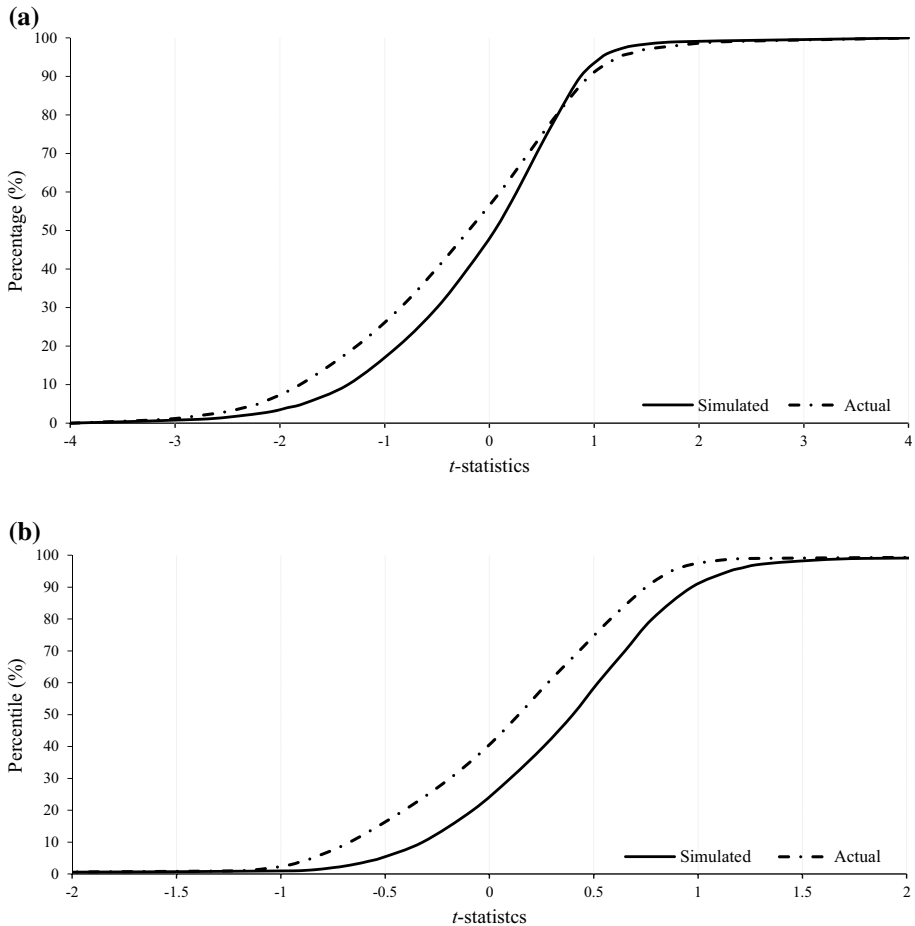 (a)
100
90
80
70
60
50
40
30
20
10
0
Percentage (%)
-4 -3 -2 -1 0 1 2 3 4
t-statistics
Simulated Actual
(b)
100
90
80
70
60
50
40
30
20
10
0
Percentile (%)
-2 -1.5 -1 -0.5 0 0.5 1 1.5 2
t-statistcs
Simulated Actual